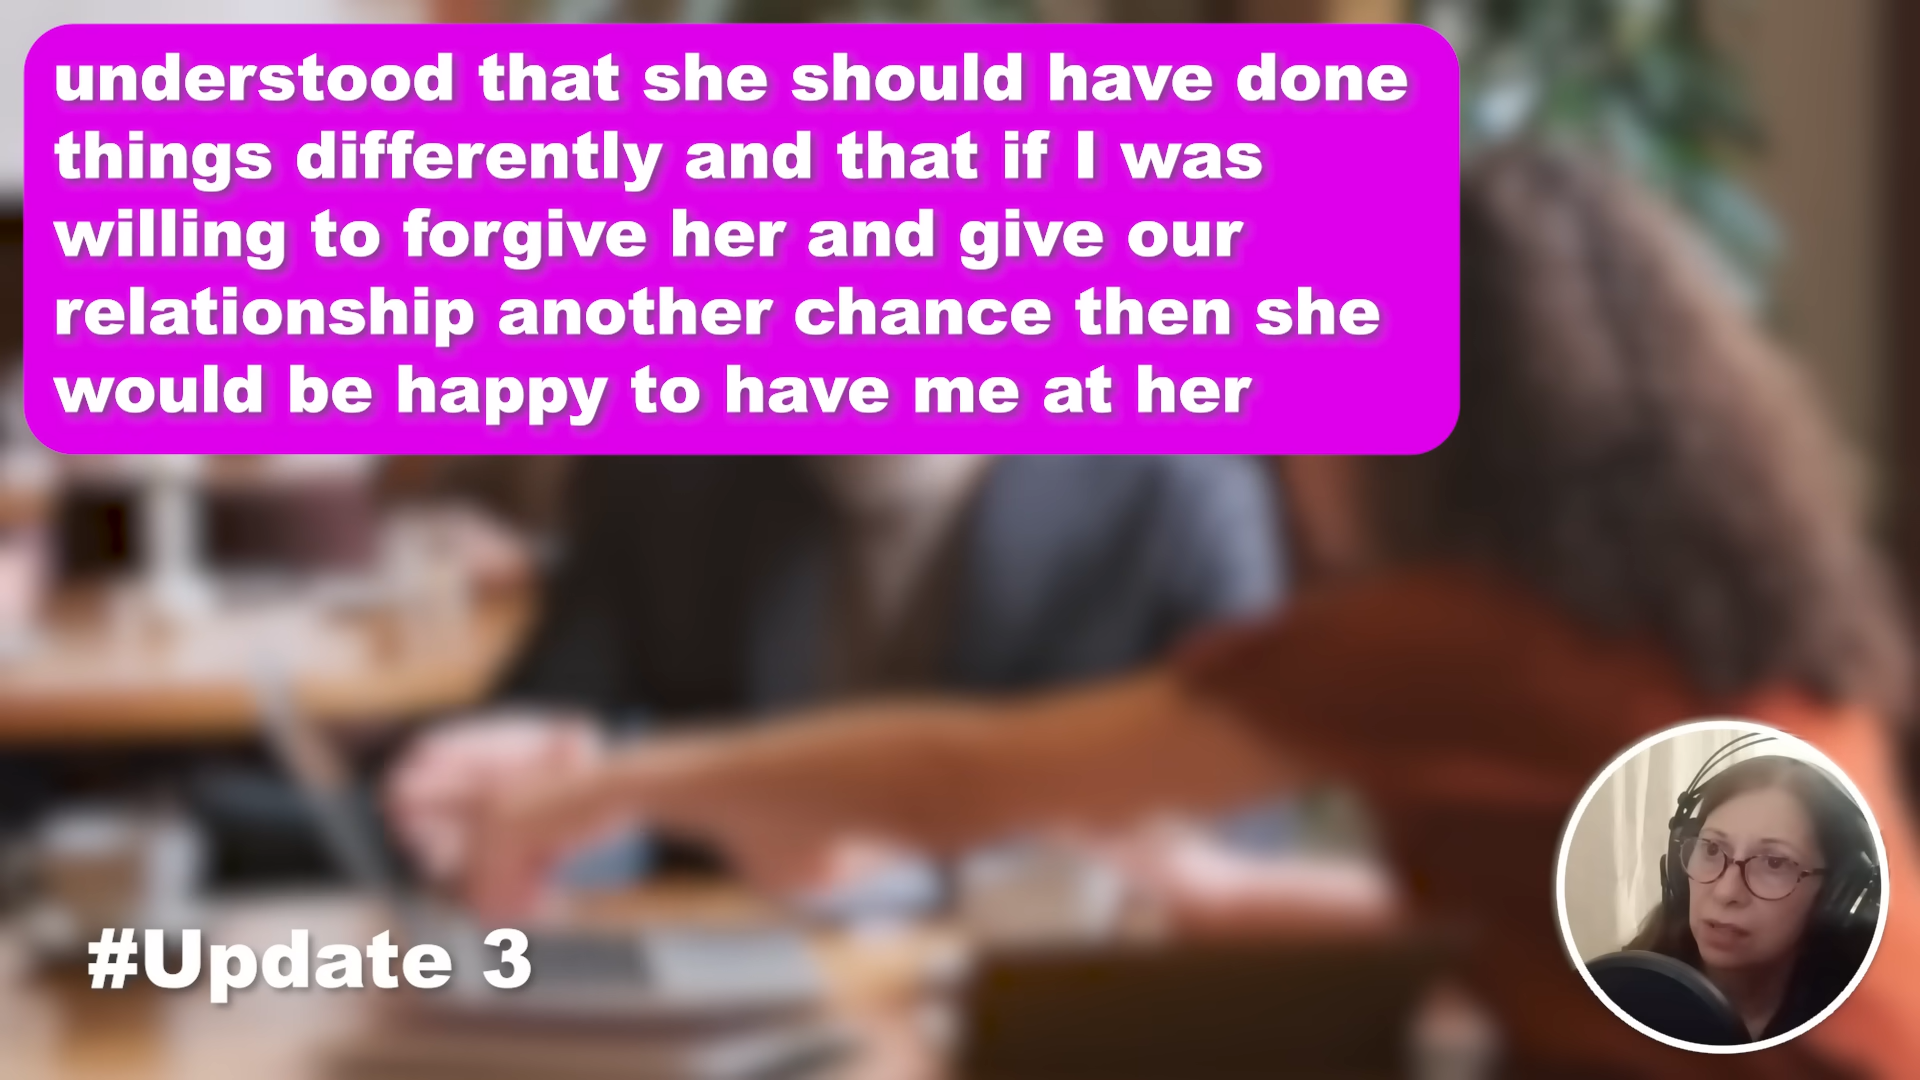 understood that she should have done
things differently and that if I was
willing to forgive her and give our
relationship another chance then she
would be happy to have me at her
#Update 3